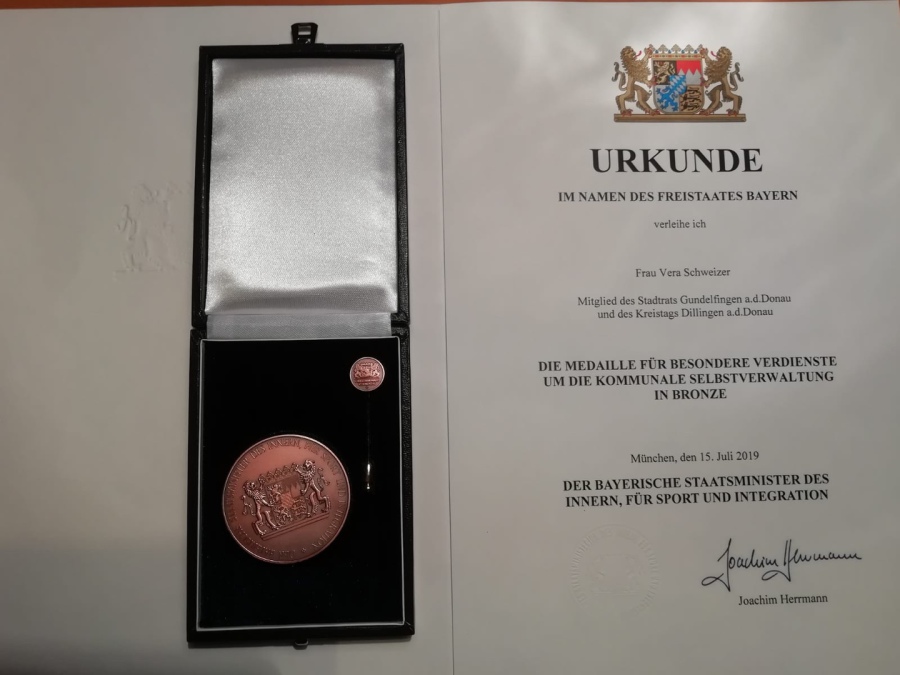 URKUNDE
IM NAMEN DES FREISTAATES BAYERN
verleihe ich
Frau Vera Schweizer
Mitglied des Stadtrats Gundelfingen a.d.Donau
und des Kreistags Dillingen a.d.Donau
DIE MEDAILLE FÜR BESONDERE VERDIENSTE
UM DIE KOMMUNALE SELBSTVERWALTUNG
IN BRONZE
München, den 15. Juli 2019
DER BAYERISCHE STAATSMINISTER DES
INNERN, FÜR SPORT UND INTEGRATION
Joachim Herrmann
Joachim Herrmann